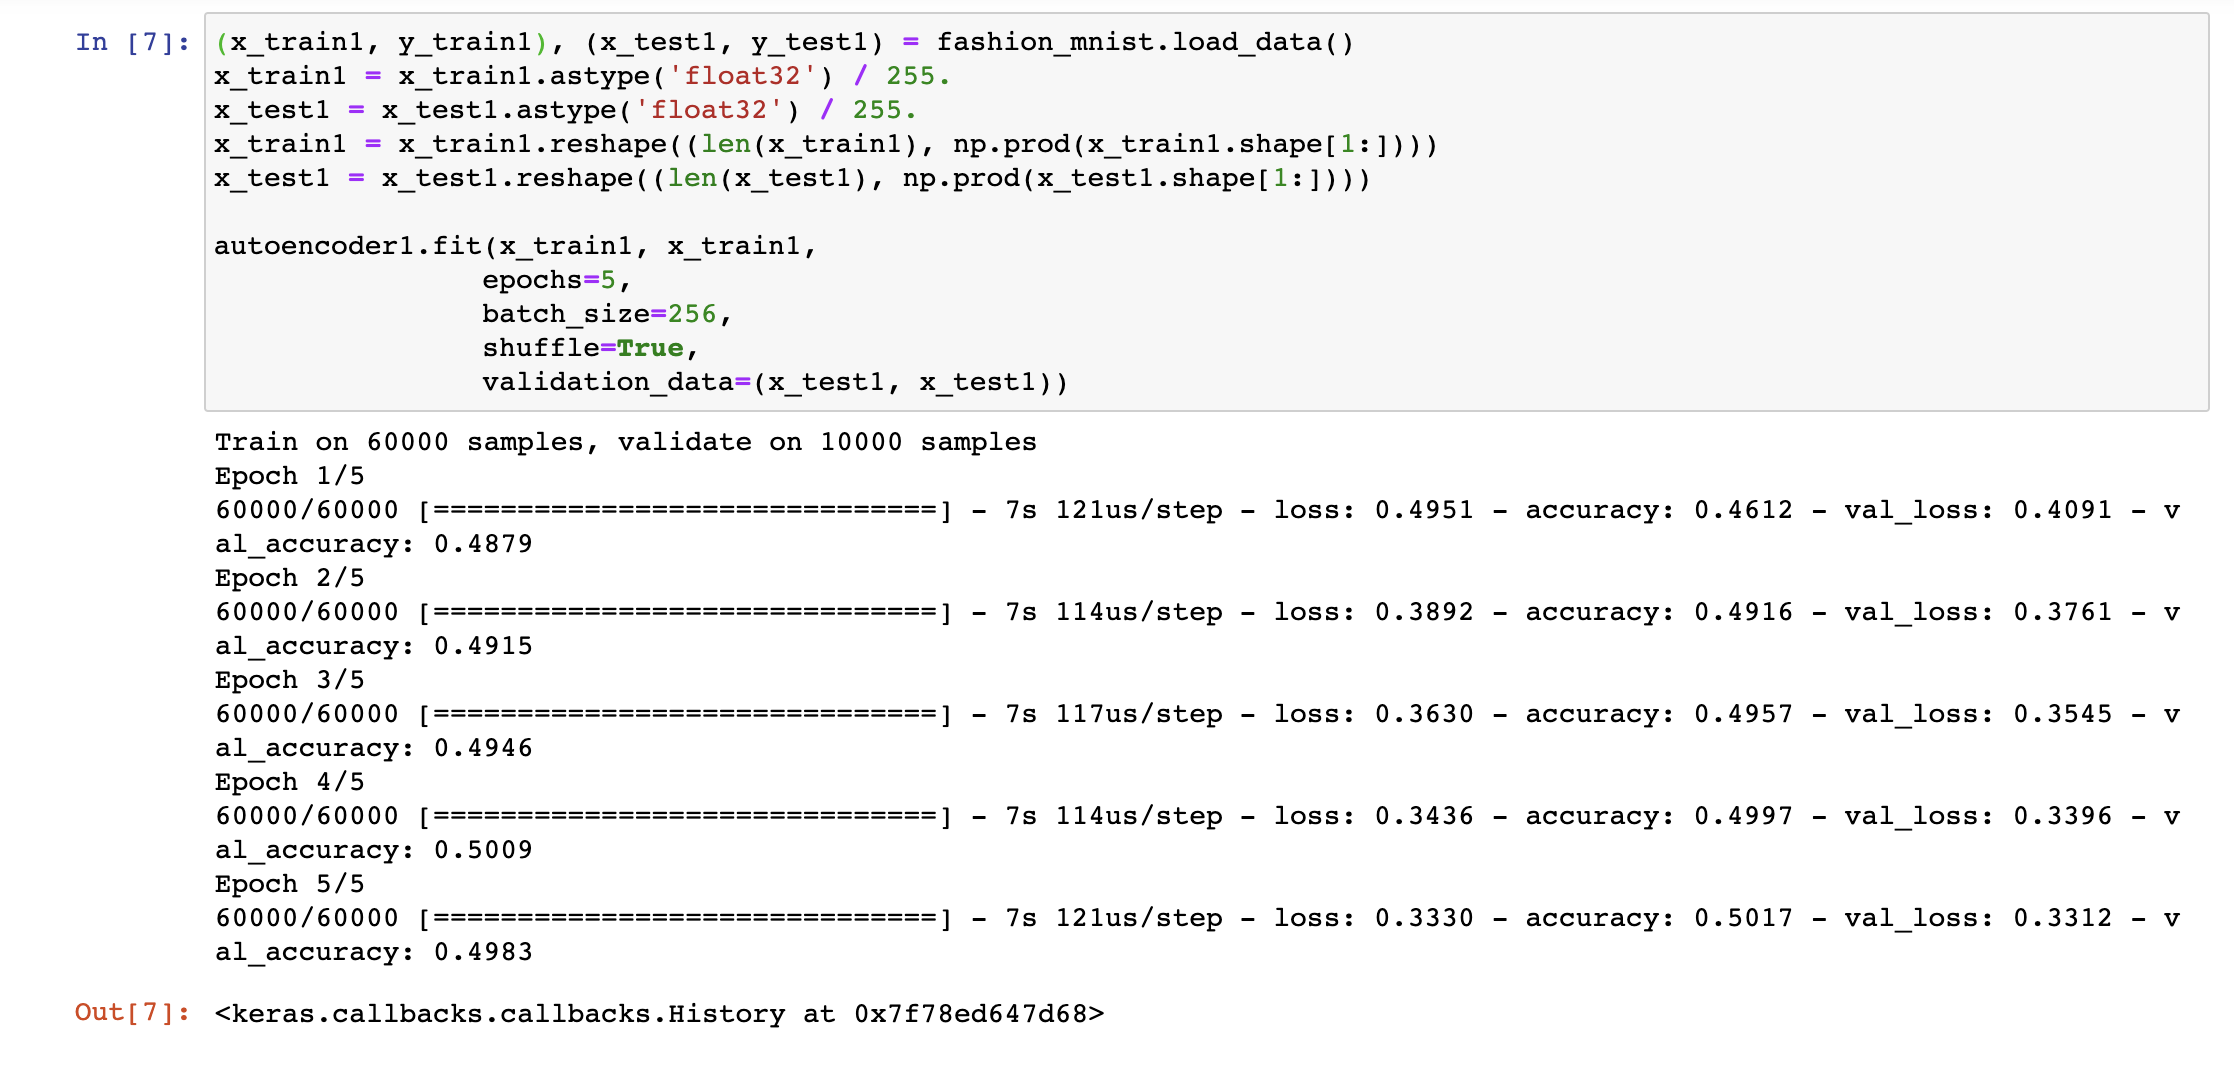 In [7]: (x_train1, y_train1), (x_test1, y_test1) = fashion_mnist.load_data()
x_train1 = x_train1.astype('float32') / 255.
x_test1 = x_test1.astype('float32') / 255.
x_train1 = x_train1.reshape((len(x_train1), np.prod(x_train1.shape[1:])))
x_test1 = x_test1.reshape((len(x_test1), np.prod(x_test1.shape[1:])))
autoencoder1.fit(x_train1, x_train1,
epochs=5,
batch_size=256,
shuffle=True,
validation_data=(x_test1, x_test1))
Train on 60000 samples, validate on 10000 samples
Epoch 1/5
60000/60000 [==============================] - 7s 121us/step - loss: 0.4951 - accuracy: 0.4612 - val_loss: 0.4091 - v
al_accuracy: 0.4879
Epoch 2/5
60000/60000 [==============================] - 7s 114us/step - loss: 0.3892 - accuracy: 0.4916 - val_loss: 0.3761 - v
al_accuracy: 0.4915
Epoch 3/5
60000/60000 [==============================] - 7s 117us/step - loss: 0.3630 - accuracy: 0.4957 - val_loss: 0.3545 - v
al_accuracy: 0.4946
Epoch 4/5
60000/60000 [==============================] - 7s 114us/step - loss: 0.3436 - accuracy: 0.4997 - val_loss: 0.3396 - v
al_accuracy: 0.5009
Epoch 5/5
60000/60000 [==============================] - 7s 121us/step - loss: 0.3330 - accuracy: 0.5017 - val_loss: 0.3312 - v
al_accuracy: 0.4983
Out[7]: <keras.callbacks.callbacks.History at 0x7f78ed647d68>